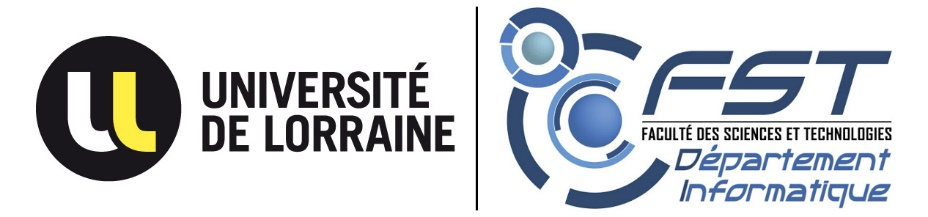 UNIVERSITÉ
DE LORRAINE
FST
FACULTÉ DES SCIENCES ET TECHNOLOGIES
Département
Informatique